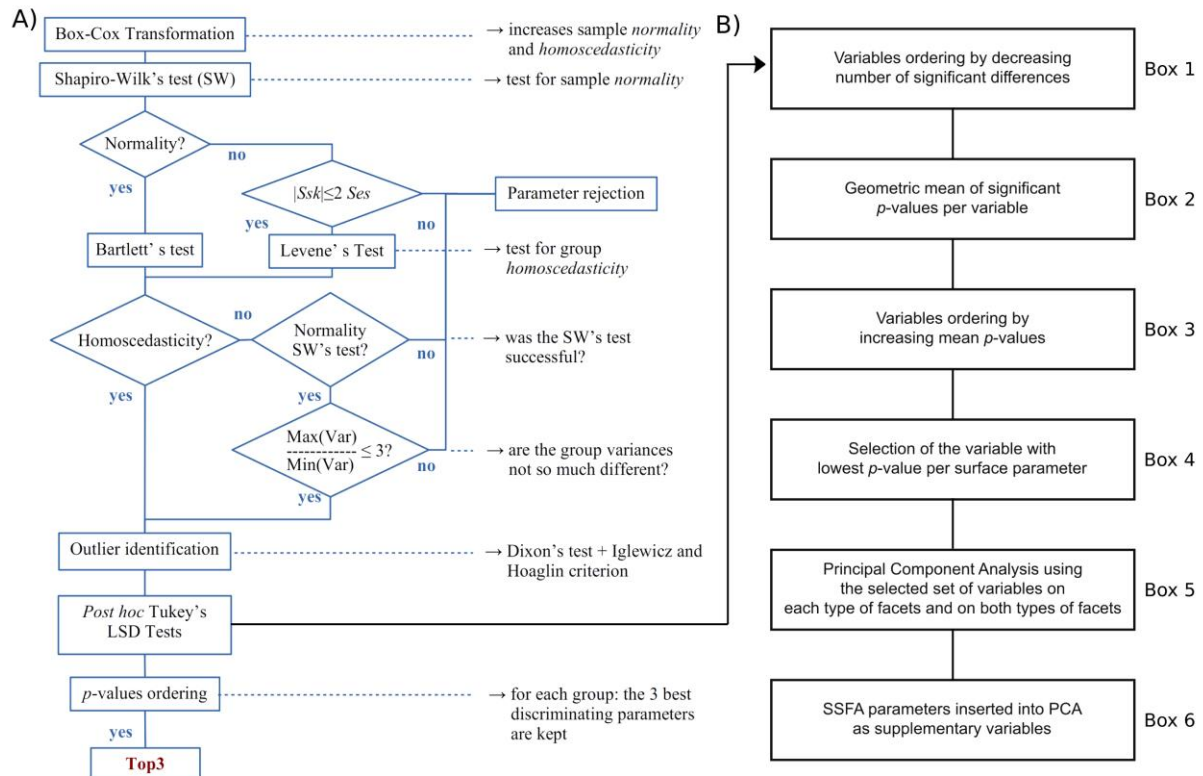 A)
Box-Cox Transformation
→ increases sample normality
and homoscedasticity
Shapiro-Wilk's test (SW)
→ test for sample normality
Normality?
no
yes
|Ssk|≤2 Ses
Parameter rejection
yes
no
Bartlett' s test
Levene' s Test
→ test for group
homoscedasticity
Homoscedasticity?
no
Normality
SW's test?
no
→ was the SW's test
successful?
yes
yes
Max(Var)
------------
Min(Var)
≤ 3?
no
→ are the group variances
not so much different?
yes
Outlier identification
→ Dixon's test + Iglewicz and
Hoaglin criterion
Post hoc Tukey's
LSD Tests
p-values ordering
→ for each group: the 3 best
discriminating parameters
are kept
yes
Top3
B)
Variables ordering by decreasing
number of significant differences
Box 1
Geometric mean of significant
p-values per variable
Box 2
Variables ordering by
increasing mean p-values
Box 3
Selection of the variable with
lowest p-value per surface parameter
Box 4
Principal Component Analysis using
the selected set of variables on
each type of facets and on both types of facets
Box 5
SSFA parameters inserted into PCA
as supplementary variables
Box 6